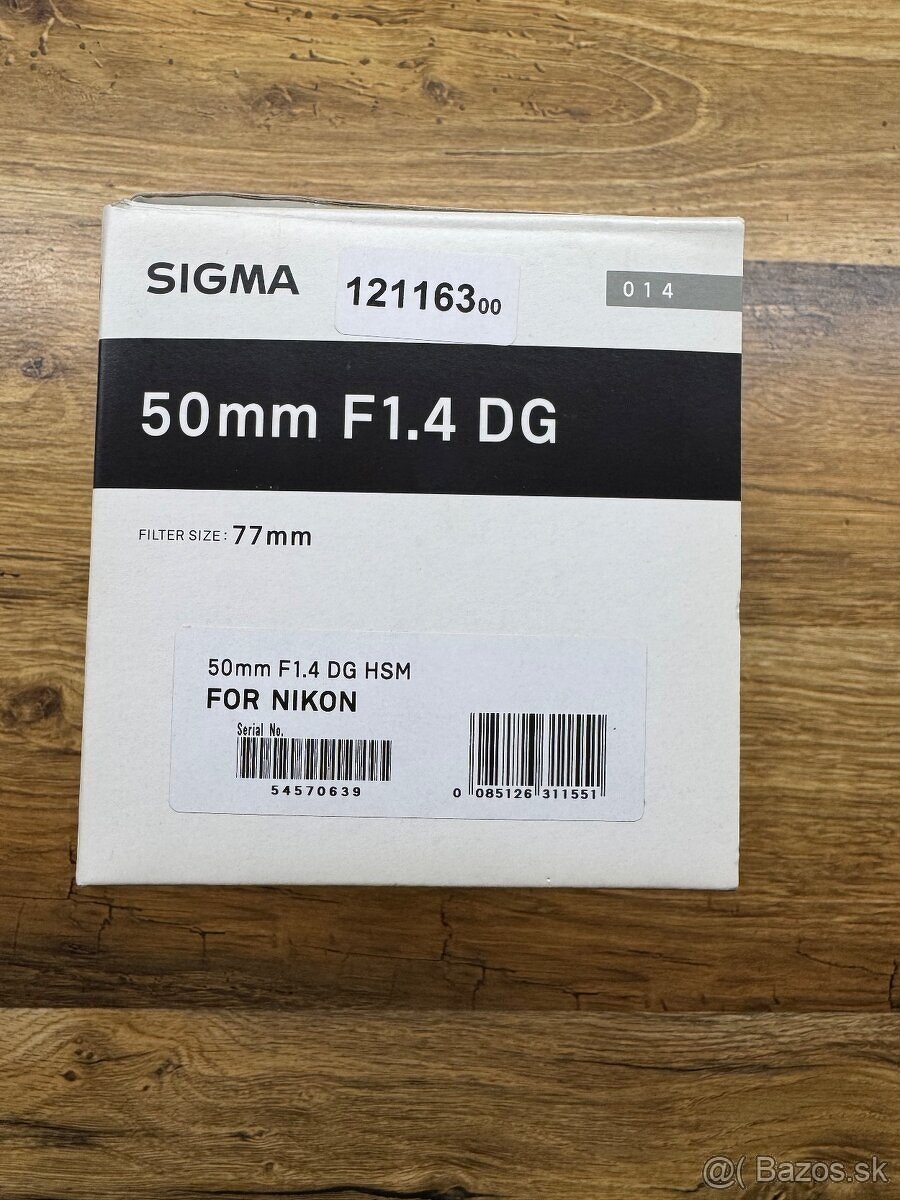 SIGMA
12116300
014
50mm F1.4 DG
FILTER SIZE: 77mm
50mm F1.4 DG HSM
FOR NIKON
Serial No.
54570639
0 085126 311551
@( Bazos.sk